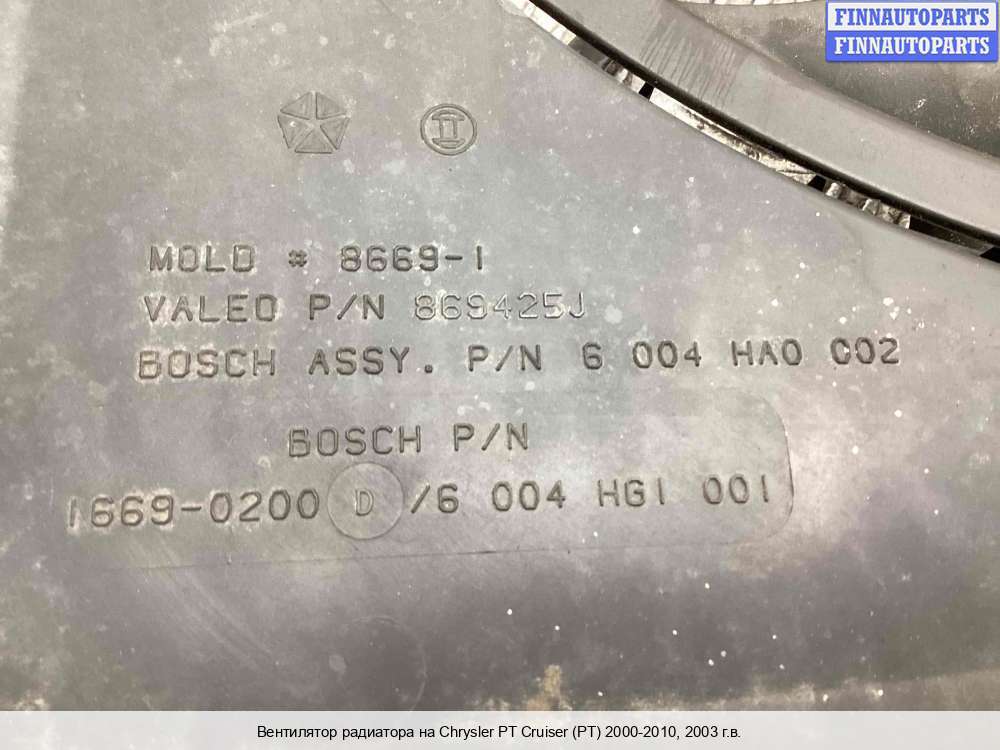 FINNAUTOPARTS
FINNAUTOPARTS
MOLD # 8669-1
VALEO P/N 869425J
BOSCH ASSY. P/N 6 004 HA0 002
BOSCH P/N
1669-0200 D /6 004 HG1 001
Вентилятор радиатора на Chrysler PT Cruiser (PT) 2000-2010, 2003 г.в.